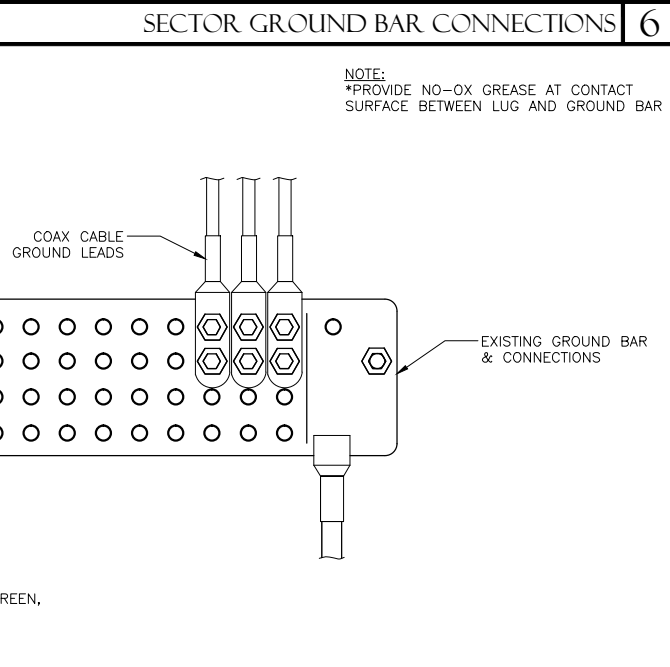 SECTOR GROUND BAR CONNECTIONS 6
NOTE:
*PROVIDE NO-OX GREASE AT CONTACT
SURFACE BETWEEN LUG AND GROUND BAR
COAX CABLE
GROUND LEADS
EXISTING GROUND BAR
& CONNECTIONS
REEN,